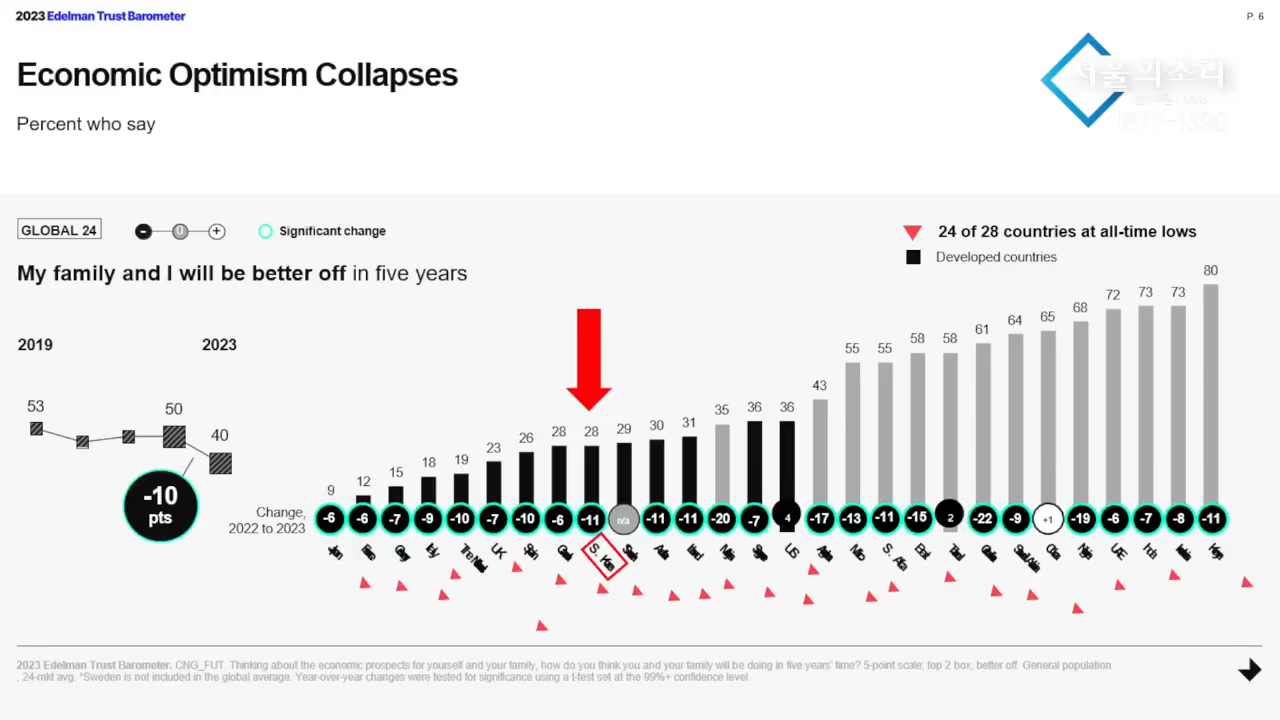 2023 Edelman Trust Barometer
P. 6
Economic Optimism Collapses
서울의소리
Percent who say
GLOBAL 24
- 0 +
Significant change
24 of 28 countries at all-time lows
Developed countries
My family and I will be better off in five years
2019 2023
53 50 40
-10
pts
9 12 15 18 19 23 26 28 28 29 30 31 35 36 36 43 55 55 58 58 61 64 65 68 72 73 73 80
Change,
2022 to 2023
-6 -6 -7 -9 -10 -7 -10 -6 -11 n/a -11 -11 -20 -7 4 -17 -13 -11 -15 2 -22 -9 +1 -19 -6 -7 -8 -11
UK S. US S.
2023 Edelman Trust Barometer. CNG_FUT. Thinking about the economic prospects for yourself and your family, how do you think you and your family will be doing in five years' time? 5-point scale; top 2 box, better off. General population
, 24-mkt avg. *Sweden is not included in the global average. Year-over-year changes were tested for significance using a t-test set at the 99%+ confidence level.